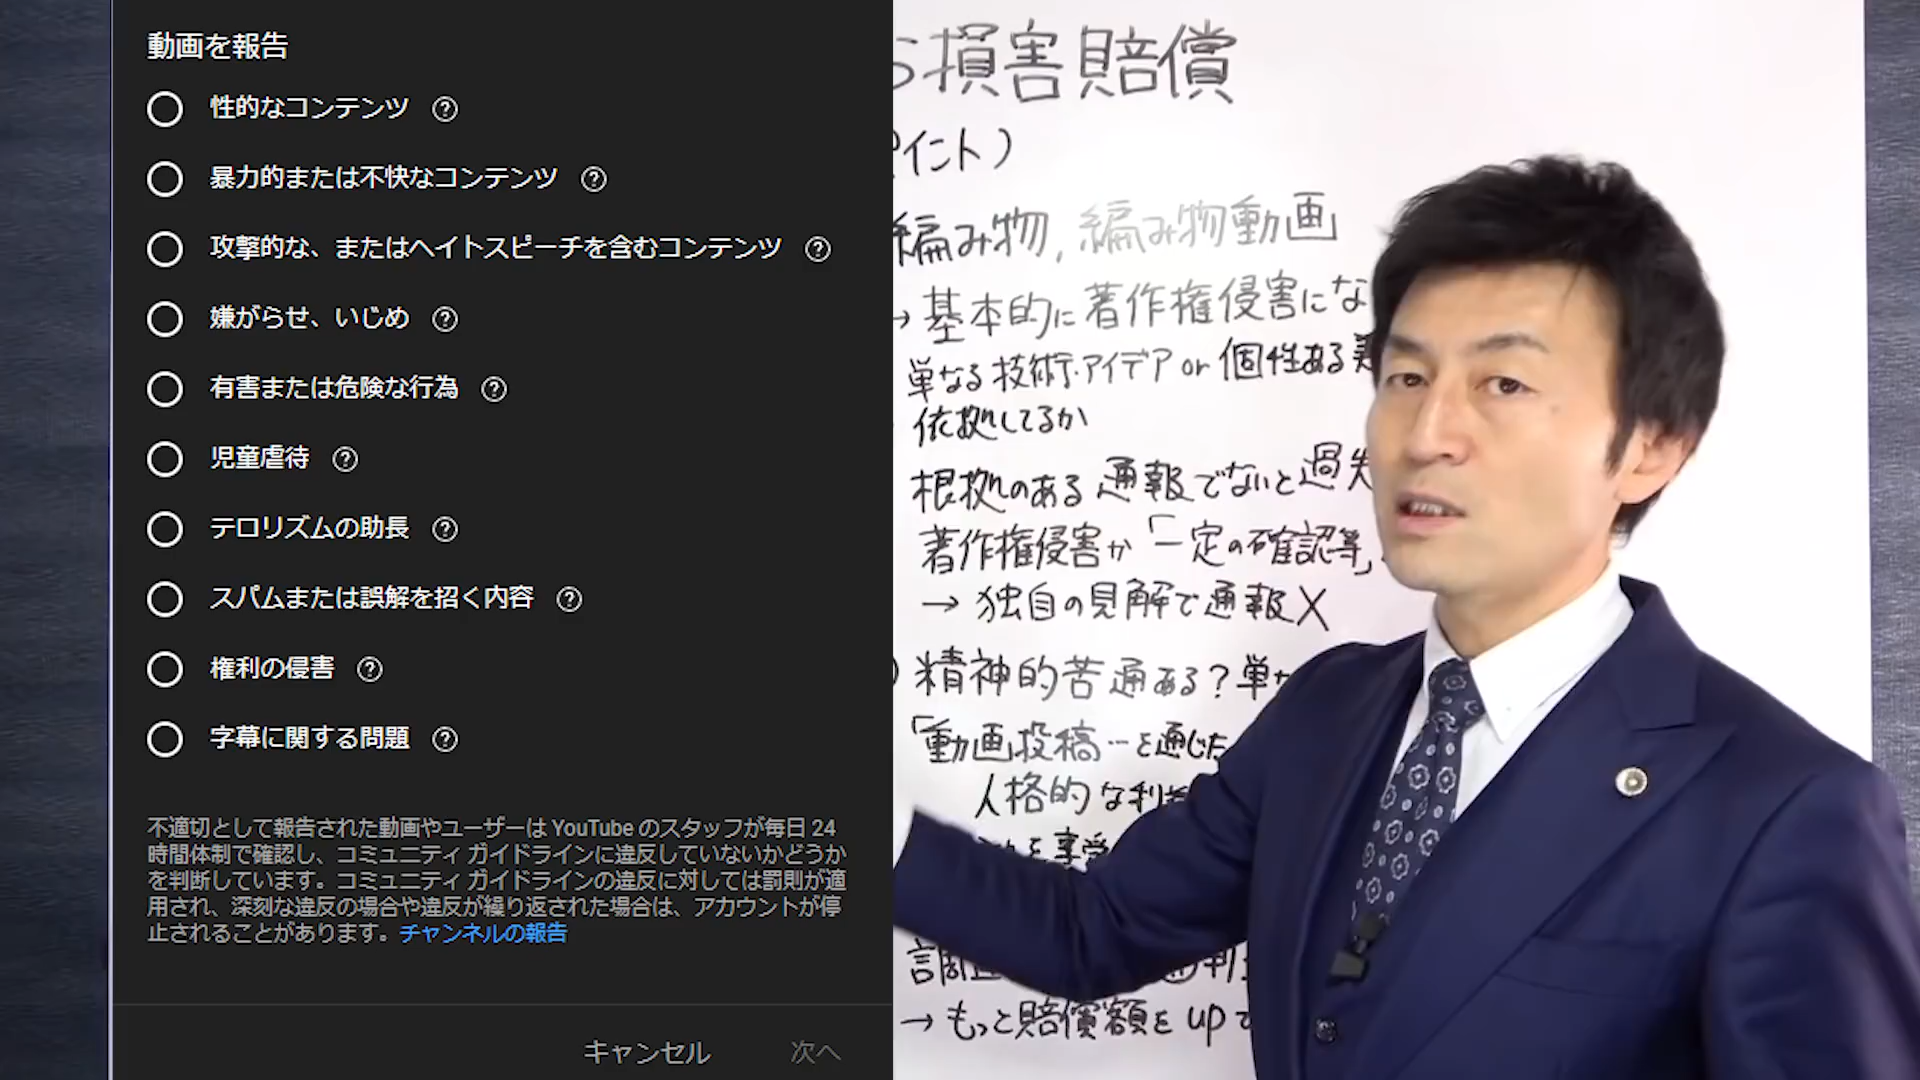 動画を報告
性的なコンテンツ
暴力的または不快なコンテンツ
攻撃的な、またはヘイトスピーチを含むコンテンツ
嫌がらせ、いじめ
有害または危険な行為
児童虐待
テロリズムの助長
スパムまたは誤解を招く内容
権利の侵害
字幕に関する問題
不適切として報告された動画やユーザーは YouTube のスタッフが毎日 24
時間体制で確認し、コミュニティ ガイドラインに違反していないかどうか
を判断しています。コミュニティ ガイドラインの違反に対しては罰則が適
用され、深刻な違反の場合や違反が繰り返された場合は、アカウントが停
止されることがあります。チャンネルの報告
キャンセル 次へ
損害賠償
イント)
編み物, 編み物動画
→ 基本的に著作権侵害にな
単なる技術・アイデア or 個性ある
依拠してるか
根拠のある通報でないと過失
著作権侵害か「一定の確認等」
→ 独自の見解で通報X
精神的苦痛ある?単
「動画投稿…を通じた
人格的な利益
を享受
→ もっと賠償額を up